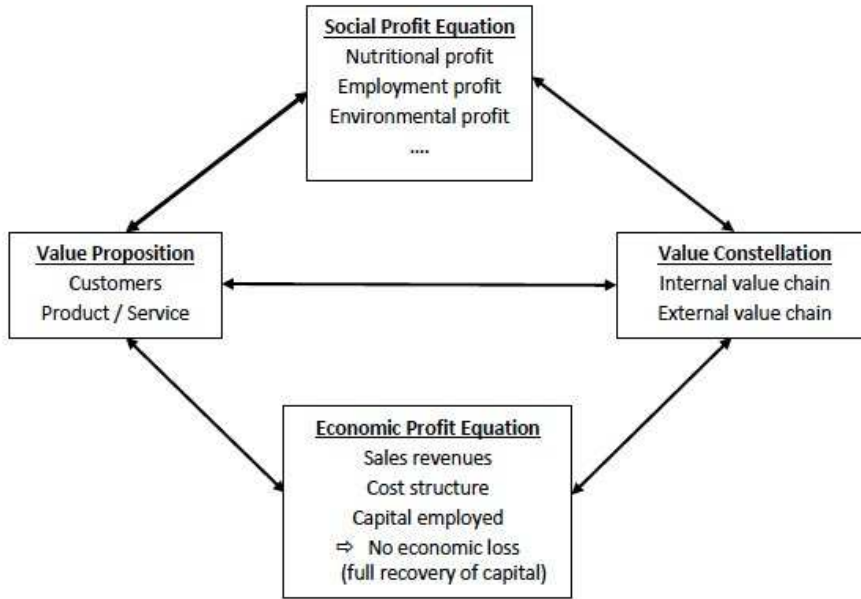 Social Profit Equation
Nutritional profit
Employment profit
Environmental profit
....
Value Proposition
Customers
Product / Service
Value Constellation
Internal value chain
External value chain
Economic Profit Equation
Sales revenues
Cost structure
Capital employed
⇨ No economic loss
(full recovery of capital)